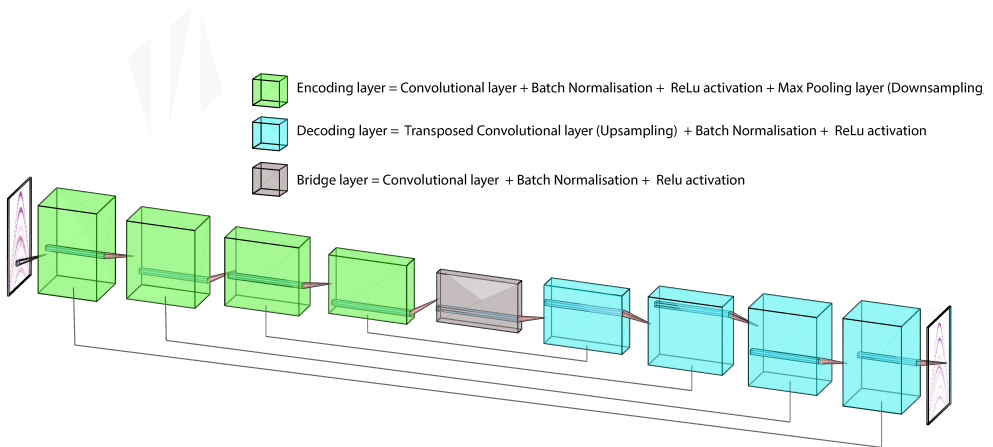 Encoding layer = Convolutional layer + Batch Normalisation + ReLu activation + Max Pooling layer (Downsampling)
Decoding layer = Transposed Convolutional layer (Upsampling) + Batch Normalisation + ReLu activation
Bridge layer = Convolutional layer + Batch Normalisation + Relu activation